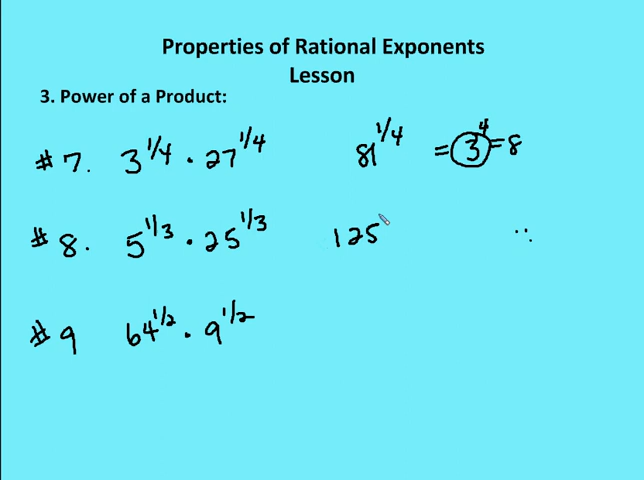 Properties of Rational Exponents
Lesson
3. Power of a Product:
# 7. 3^1/4 · 27^1/4 81^1/4 = 3^4 = 8
# 8. 5^1/3 · 25^1/3 125
# 9 64^1/2 · 9^1/2